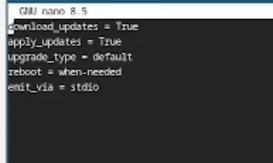 GNU nano 8.5
download_updates = True
apply_updates = True
upgrade_type = default
reboot = when-needed
emit_via = stdio